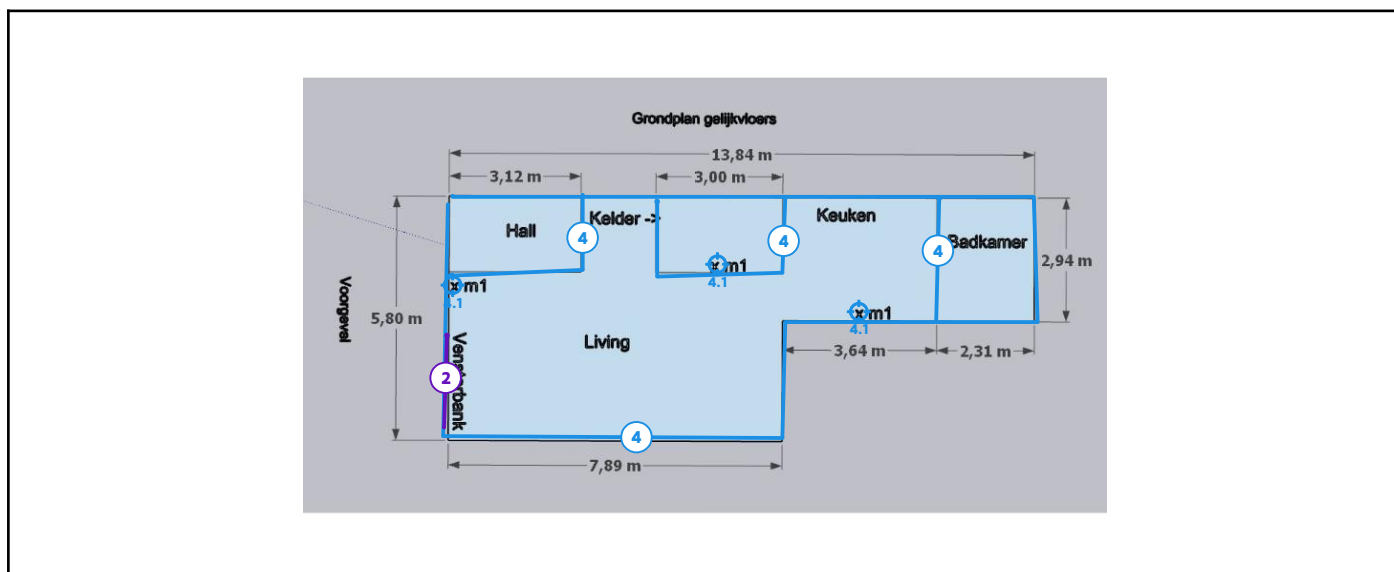 Grondplan gelijkvloers
13,84 m
3,12 m
3,00 m
Hall
Kelder ->
Keuken
Badkamer
4
4
4
x m1
4.1
x m1
4.1
x m1
4.1
2,94 m
5,80 m
Voorgevel
Vensterbank
Living
3,64 m
2,31 m
2
4
7,89 m